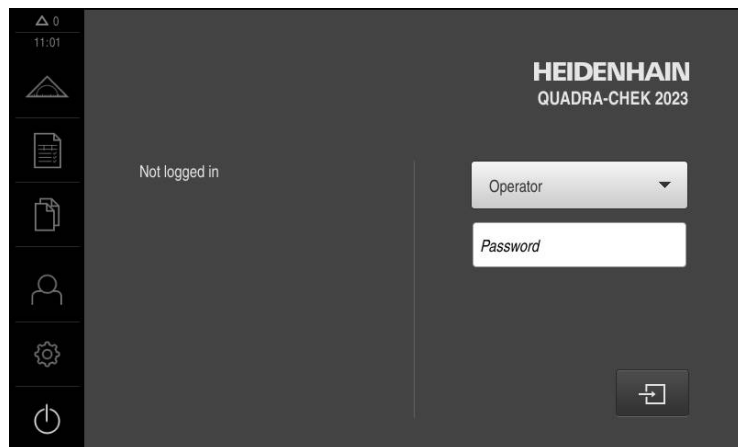 0
11:01
HEIDENHAIN
QUADRA-CHEK 2023
Not logged in
Operator
Password